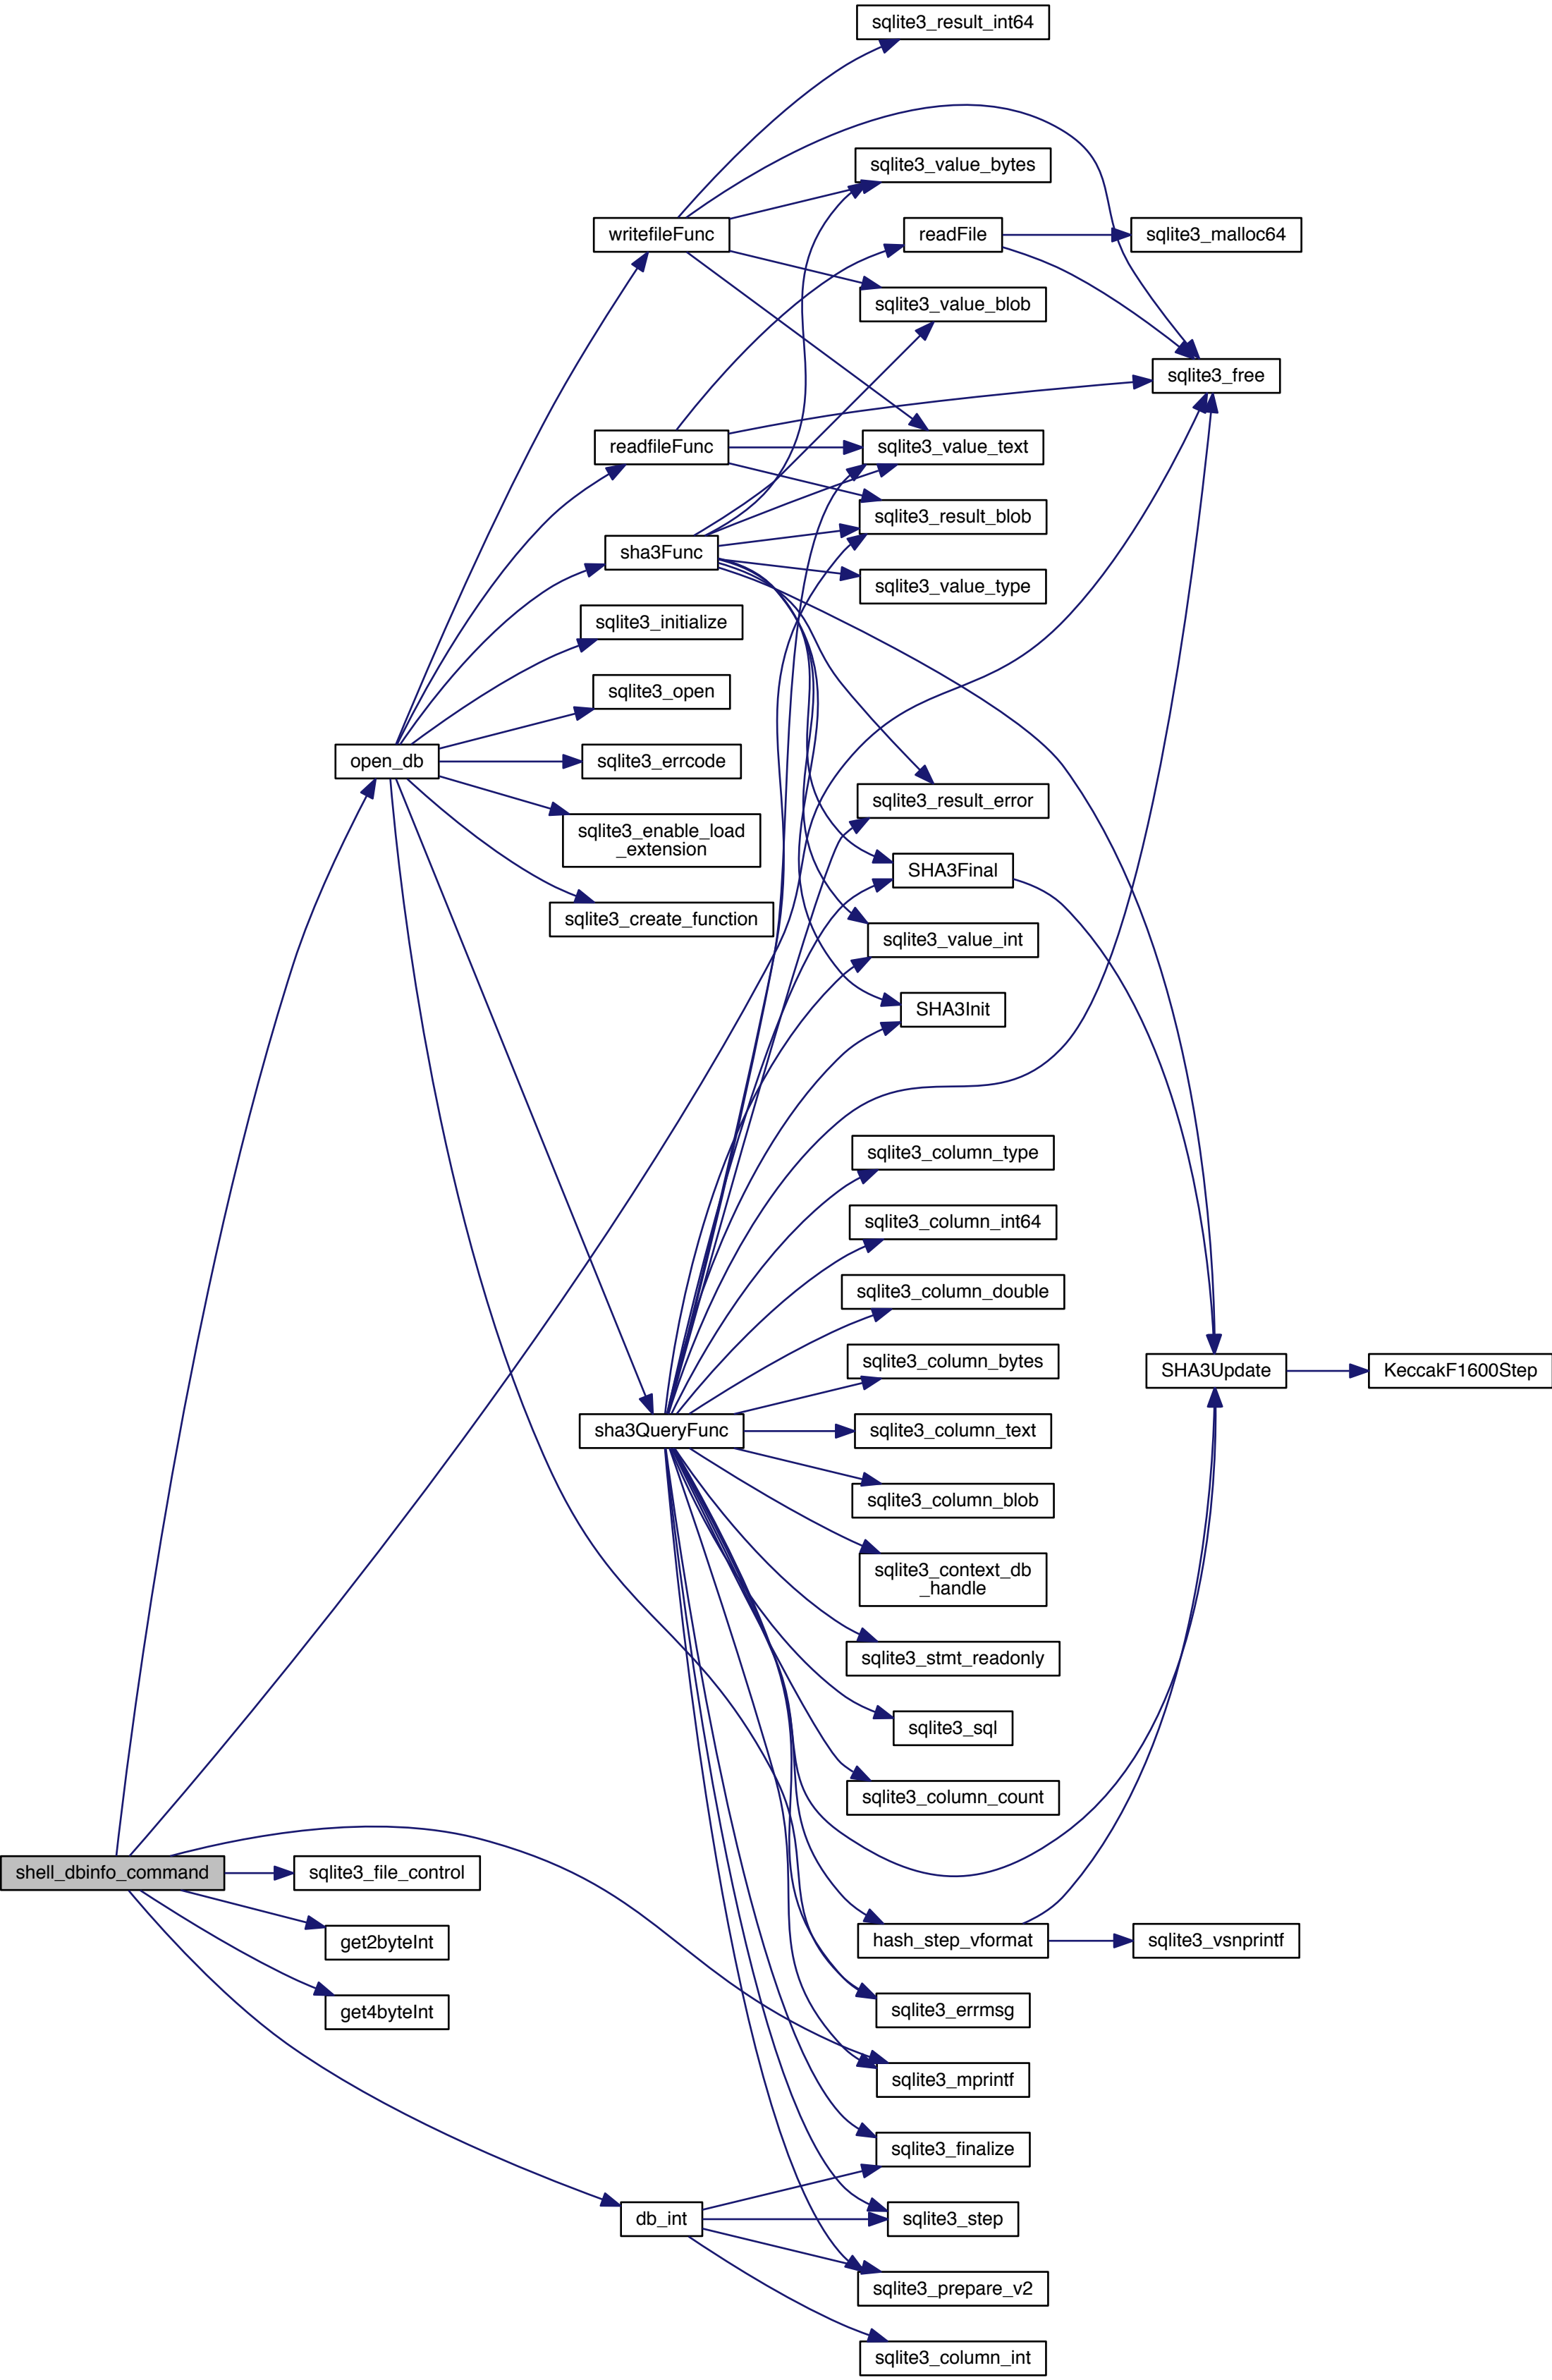 sqlite3_result_int64
sqlite3_value_bytes
writefileFunc
readFile
sqlite3_malloc64
sqlite3_value_blob
sqlite3_free
readfileFunc
sqlite3_value_text
sqlite3_result_blob
sha3Func
sqlite3_value_type
sqlite3_initialize
sqlite3_open
open_db
sqlite3_errcode
sqlite3_result_error
sqlite3_enable_load
_extension
SHA3Final
sqlite3_create_function
sqlite3_value_int
SHA3Init
sqlite3_column_type
sqlite3_column_int64
sqlite3_column_double
sqlite3_column_bytes
SHA3Update
KeccakF1600Step
sha3QueryFunc
sqlite3_column_text
sqlite3_column_blob
sqlite3_context_db
_handle
sqlite3_stmt_readonly
sqlite3_sql
sqlite3_column_count
shell_dbinfo_command
sqlite3_file_control
get2byteInt
hash_step_vformat
sqlite3_vsnprintf
get4byteInt
sqlite3_errmsg
sqlite3_mprintf
sqlite3_finalize
db_int
sqlite3_step
sqlite3_prepare_v2
sqlite3_column_int